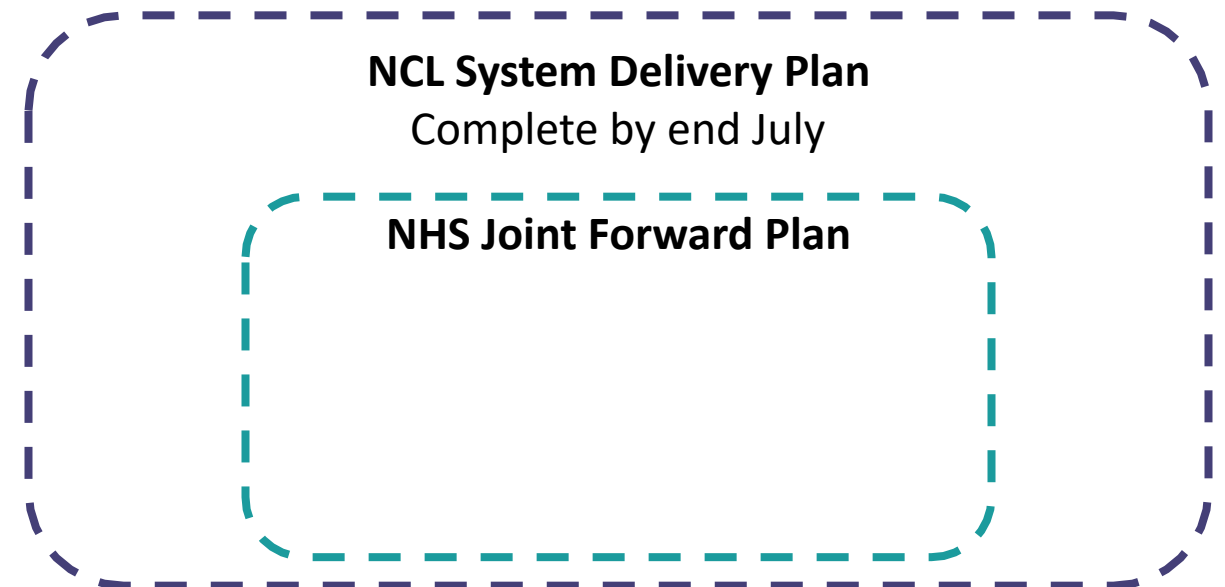 NCL System Delivery Plan
Complete by end July
NHS Joint Forward Plan